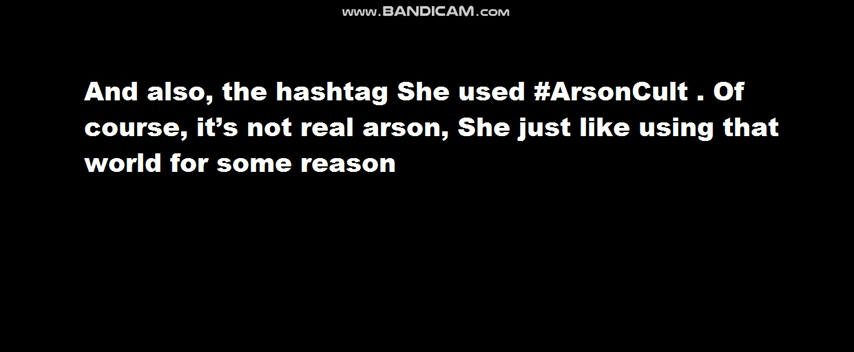 www.BANDICAM.com
And also, the hashtag She used #ArsonCult . Of
course, it’s not real arson, She just like using that
world for some reason